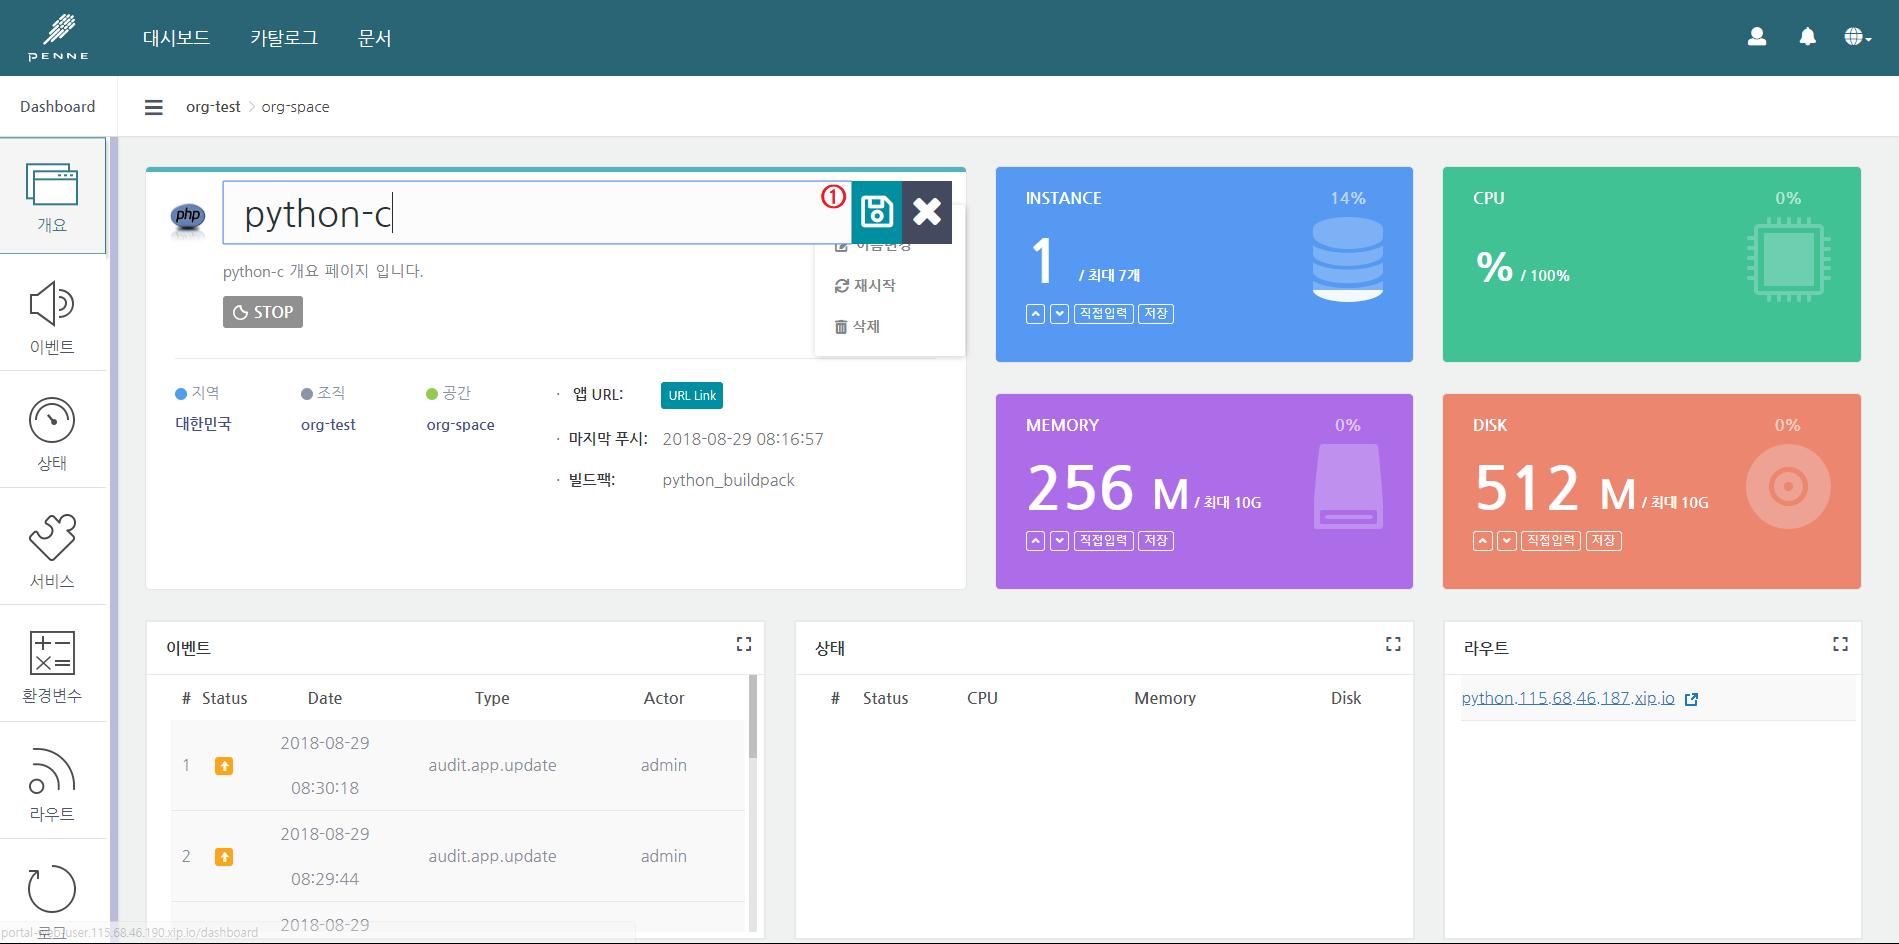 PENNE
대시보드 카탈로그 문서
Dashboard
org-test > org-space
개요
이벤트
상태
서비스
환경변수
라우트
로그
php
python-c
①
이름변경
재시작
삭제
python-c 개요 페이지 입니다.
STOP
지역
대한민국
조직
org-test
공간
org-space
· 앱 URL: URL Link
· 마지막 푸시: 2018-08-29 08:16:57
· 빌드팩: python_buildpack
INSTANCE 14%
1 / 최대 7개
직접입력 저장
CPU 0%
% / 100%
MEMORY 0%
256 M / 최대 10G
직접입력 저장
DISK 0%
512 M / 최대 10G
직접입력 저장
이벤트
# Status Date Type Actor
1 2018-08-29 08:30:18 audit.app.update admin
2 2018-08-29 08:29:44 audit.app.update admin
2018-08-29
상태
# Status CPU Memory Disk
라우트
python.115.68.46.187.xip.io
portal-web-user.115.68.46.190.xip.io/dashboard